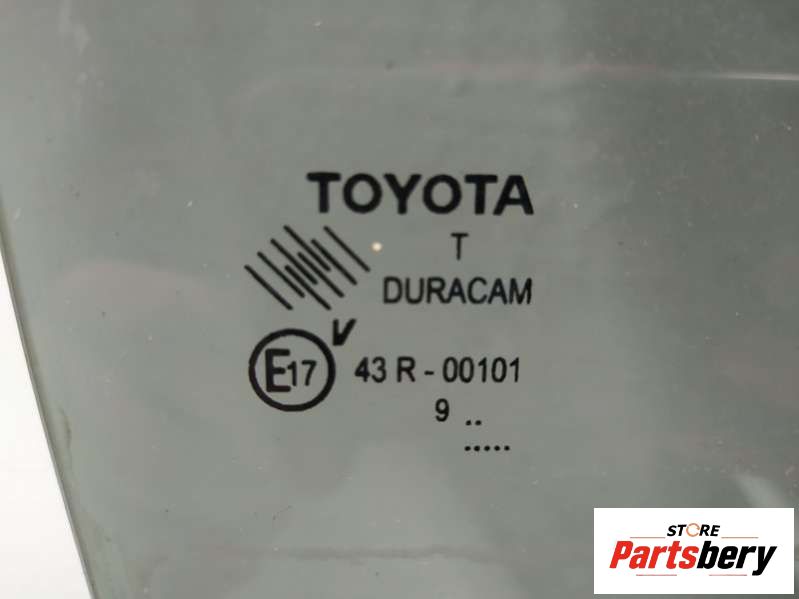 TOYOTA
T
DURACAM
V
E17 43 R - 00101
9 ..
.....
STORE
Partsbery